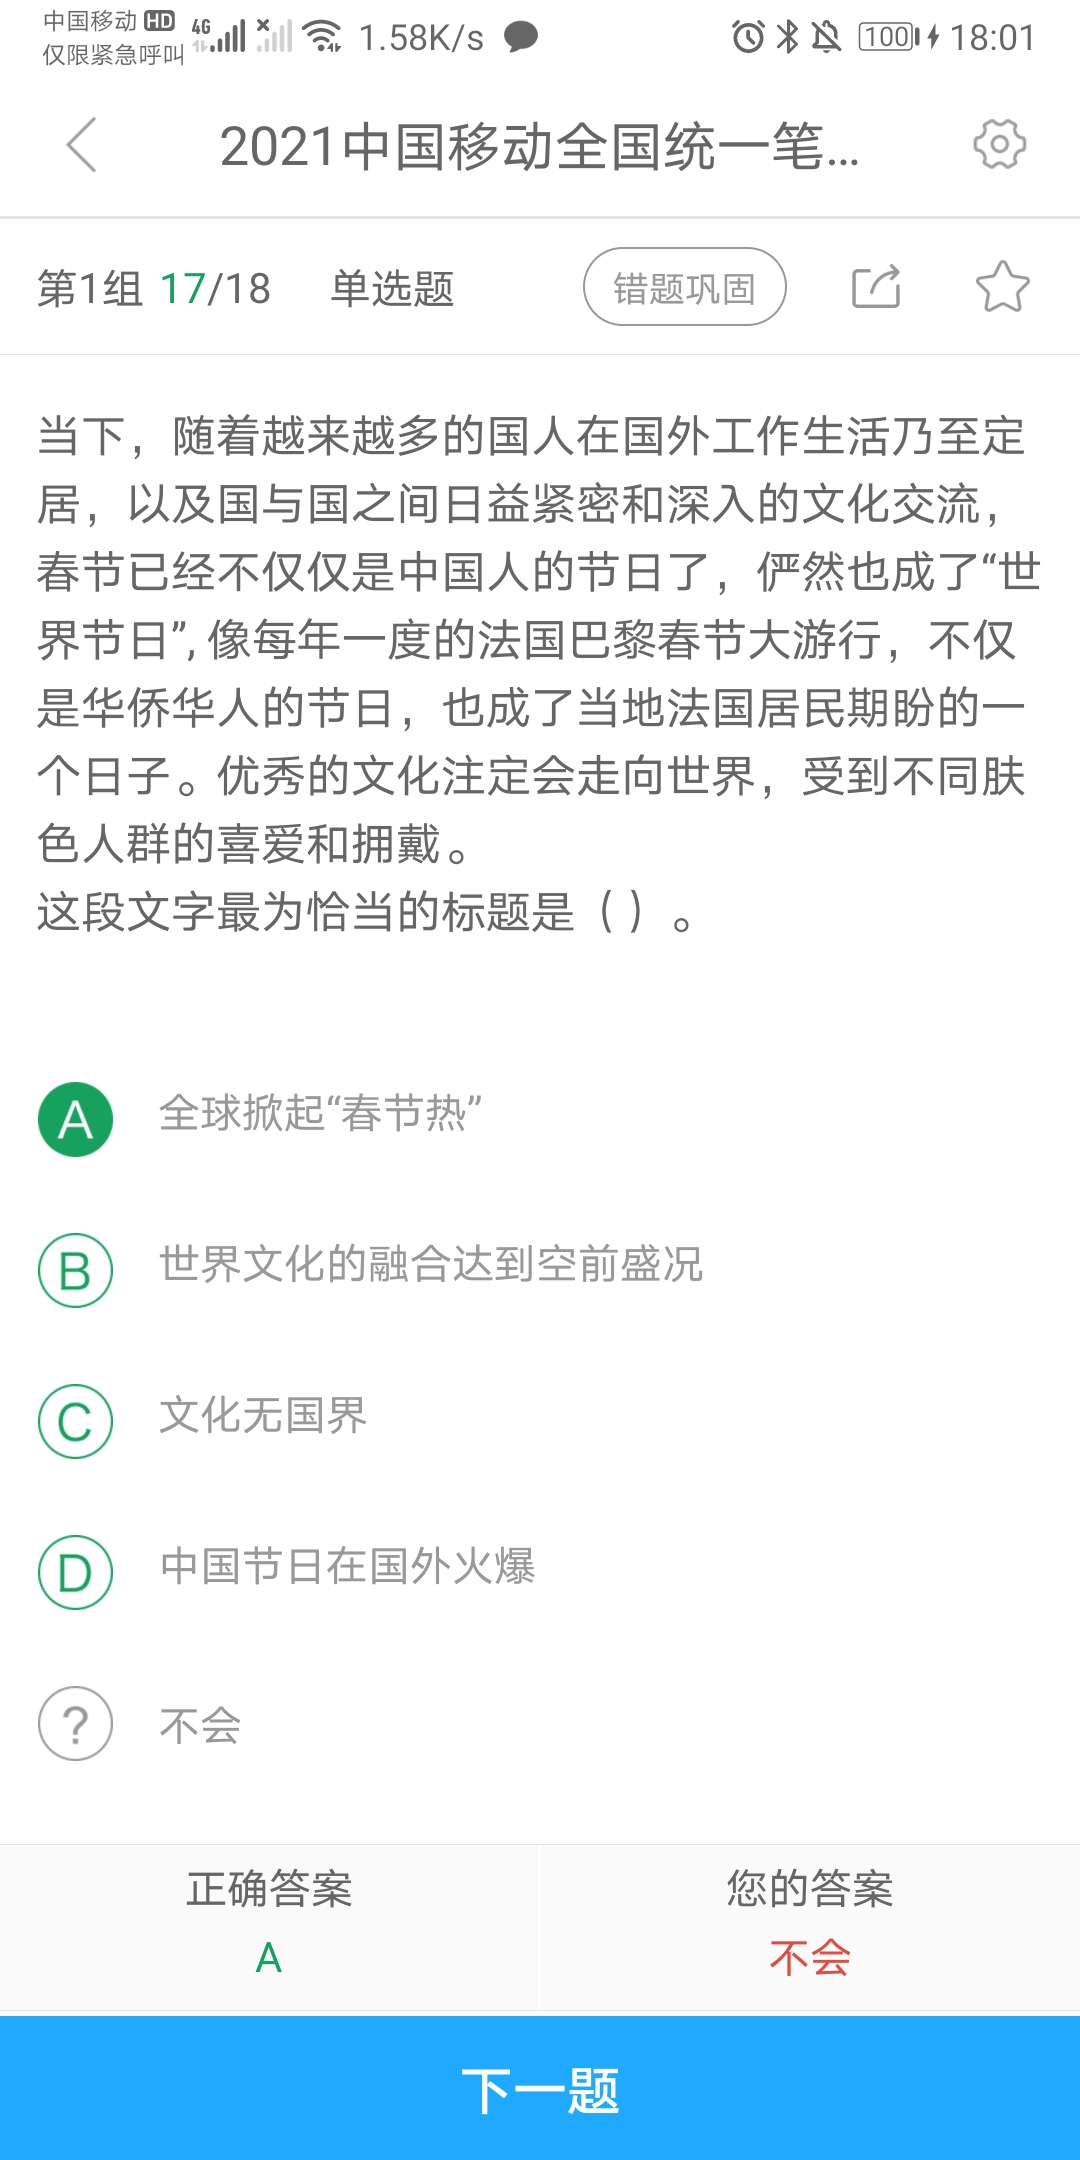 中国移动 HD 4G 1.58K/s 100 18:01
仅限紧急呼叫
2021中国移动全国统一笔...
第1组 17/18 单选题 错题巩固
当下，随着越来越多的国人在国外工作生活乃至定
居，以及国与国之间日益紧密和深入的文化交流，
春节已经不仅仅是中国人的节日了，俨然也成了“世
界节日”,像每年一度的法国巴黎春节大游行，不仅
是华侨华人的节日，也成了当地法国居民期盼的一
个日子。优秀的文化注定会走向世界，受到不同肤
色人群的喜爱和拥戴。
这段文字最为恰当的标题是（）。
A 全球掀起“春节热”
B 世界文化的融合达到空前盛况
C 文化无国界
D 中国节日在国外火爆
? 不会
正确答案 您的答案
A 不会
下一题